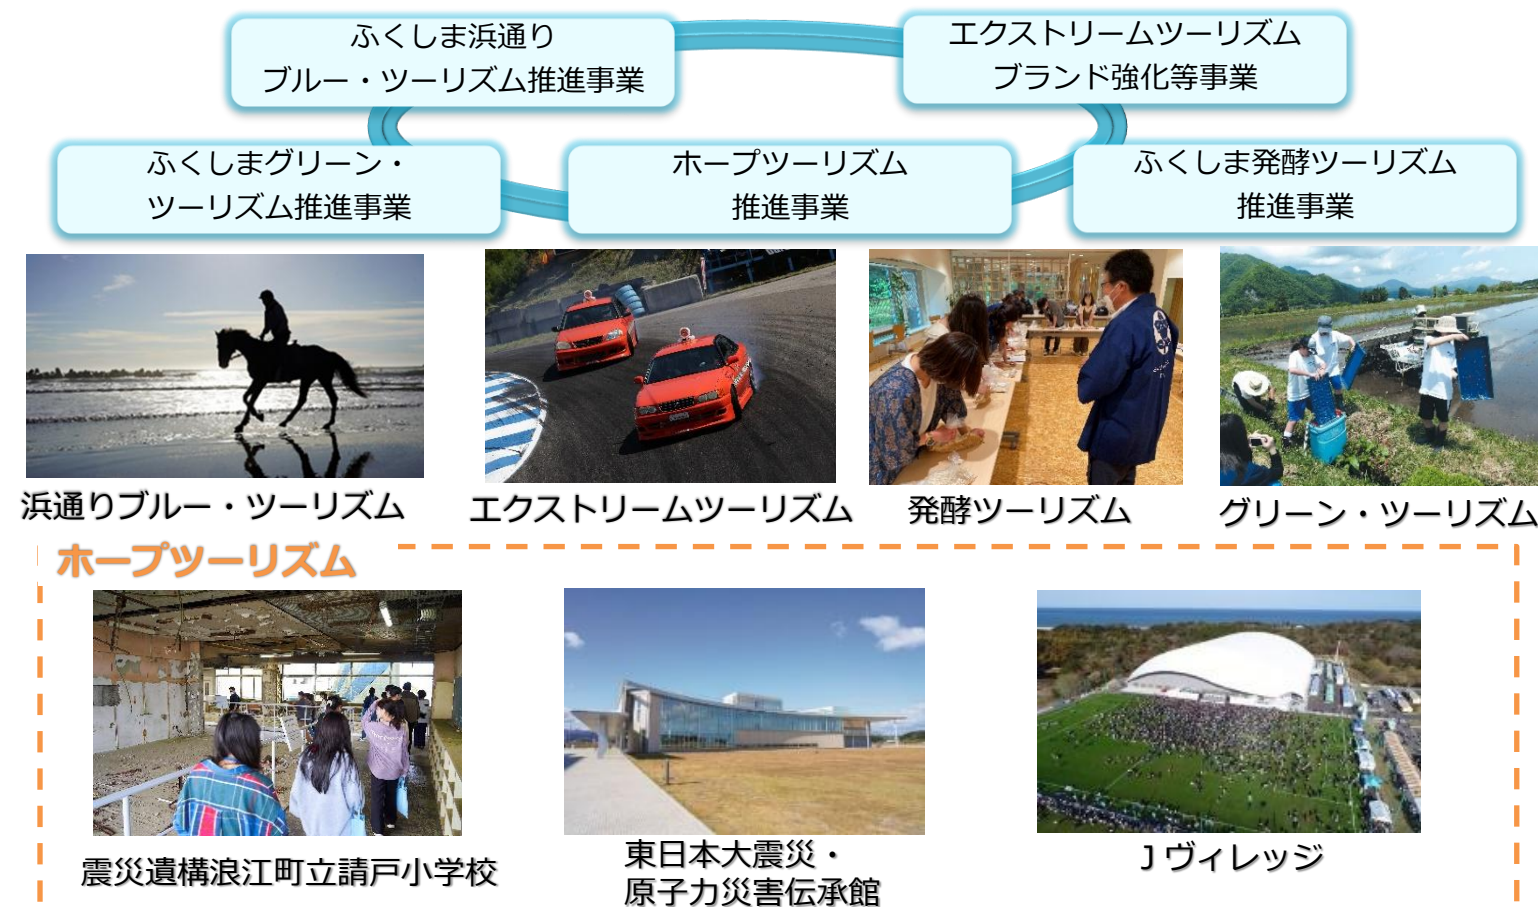 ふくしま浜通り
ブルー・ツーリズム推進事業
エクストリームツーリズム
ブランド強化等事業
ふくしまグリーン・
ツーリズム推進事業
ホープツーリズム
推進事業
ふくしま発酵ツーリズム
推進事業
浜通りブルー・ツーリズム
エクストリームツーリズム
発酵ツーリズム
グリーン・ツーリズム
ホープツーリズム
震災遺構浪江町立請戸小学校
東日本大震災・
原子力災害伝承館
Jヴィレッジ